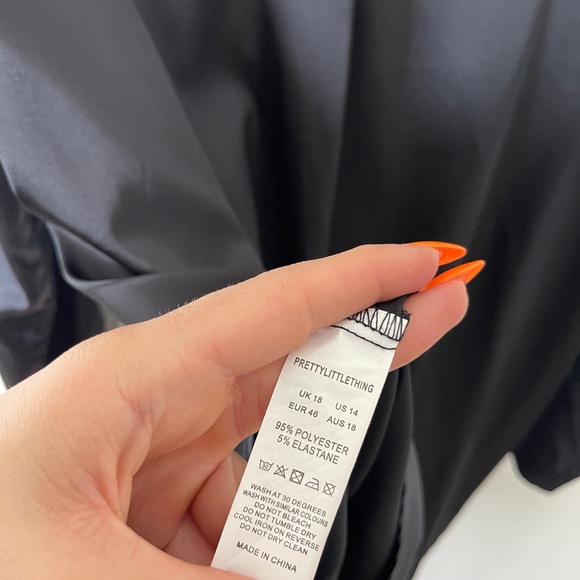 PRETTYLITTLETHING
UK 18 US 14
EUR 46 AUS 18
95% POLYESTER
5% ELASTANE
WASH AT 30 DEGREES
WASH WITH SIMILAR COLOURS
DO NOT BLEACH
DO NOT TUMBLE DRY
COOL IRON ON REVERSE
DO NOT DRY CLEAN
MADE IN CHINA